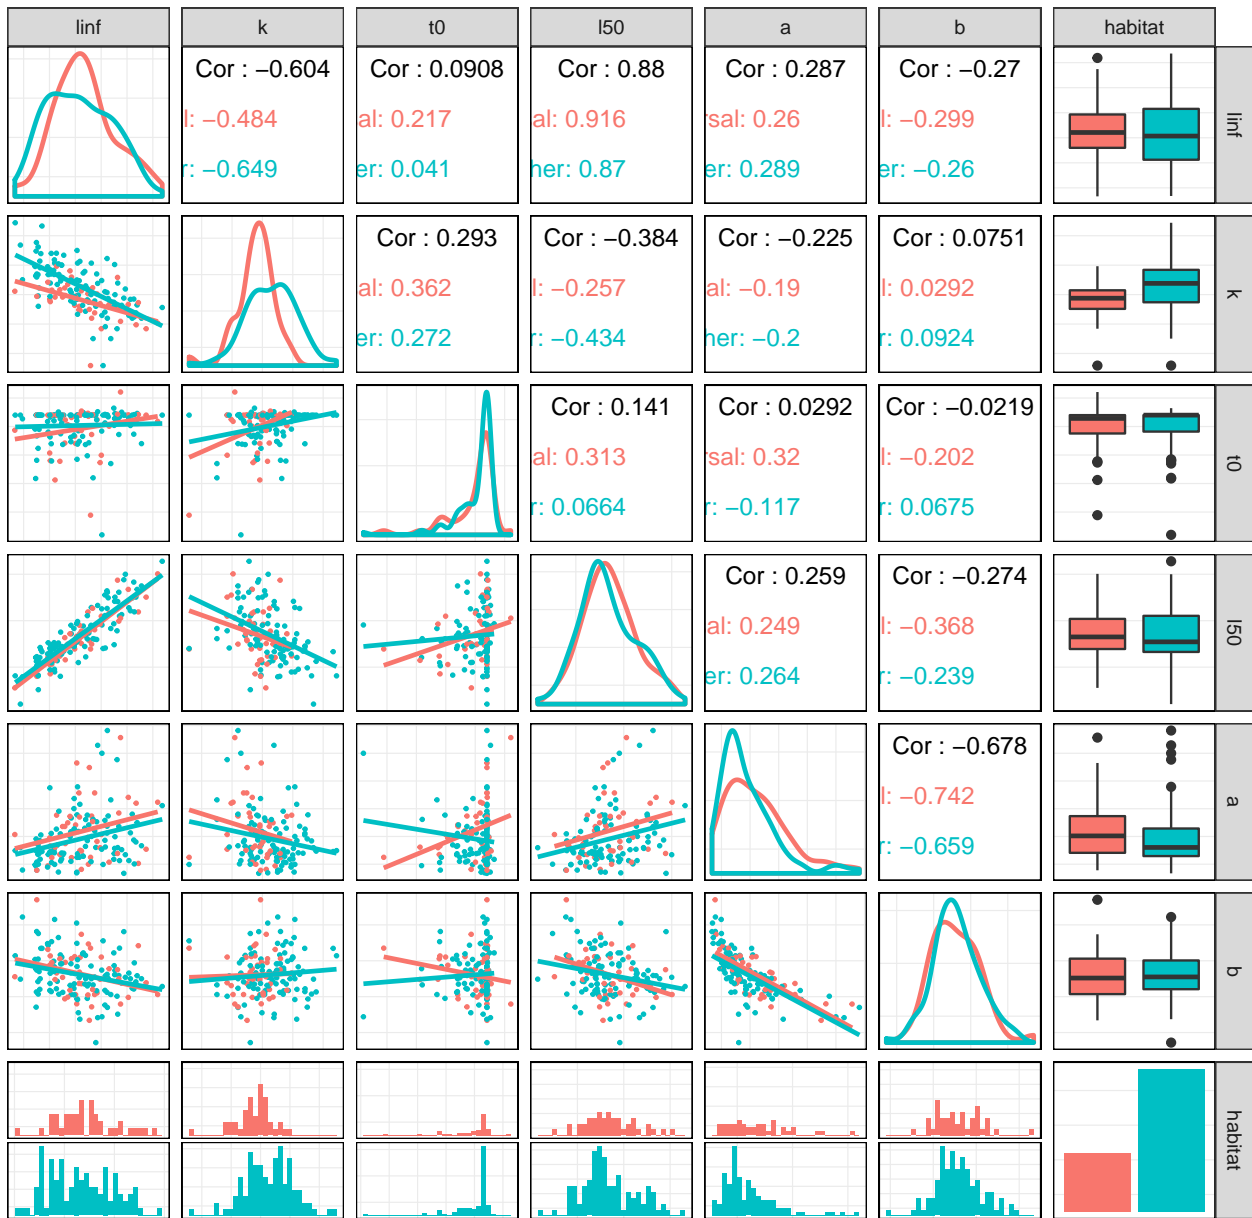 linf k t0 l50 a b habitat
Cor : −0.604 Cor : 0.0908 Cor : 0.88 Cor : 0.287 Cor : −0.27 linf
l: −0.484 al: 0.217 al: 0.916 rsal: 0.26 l: −0.299
r: −0.649 er: 0.041 her: 0.87 er: 0.289 r: −0.26
Cor : 0.293 Cor : −0.384 Cor : −0.225 Cor : 0.0751 k
al: 0.362 l: −0.257 al: −0.19 l: 0.0292
er: 0.272 r: −0.434 her: −0.2 r: 0.0924
Cor : 0.141 Cor : 0.0292 Cor : −0.0219 t0
al: 0.313 rsal: 0.32 l: −0.202
r: 0.0664 r: −0.117 r: 0.0675
Cor : 0.259 Cor : −0.274 l50
al: 0.249 l: −0.368
er: 0.264 r: −0.239
Cor : −0.678 a
l: −0.742
r: −0.659
b
habitat